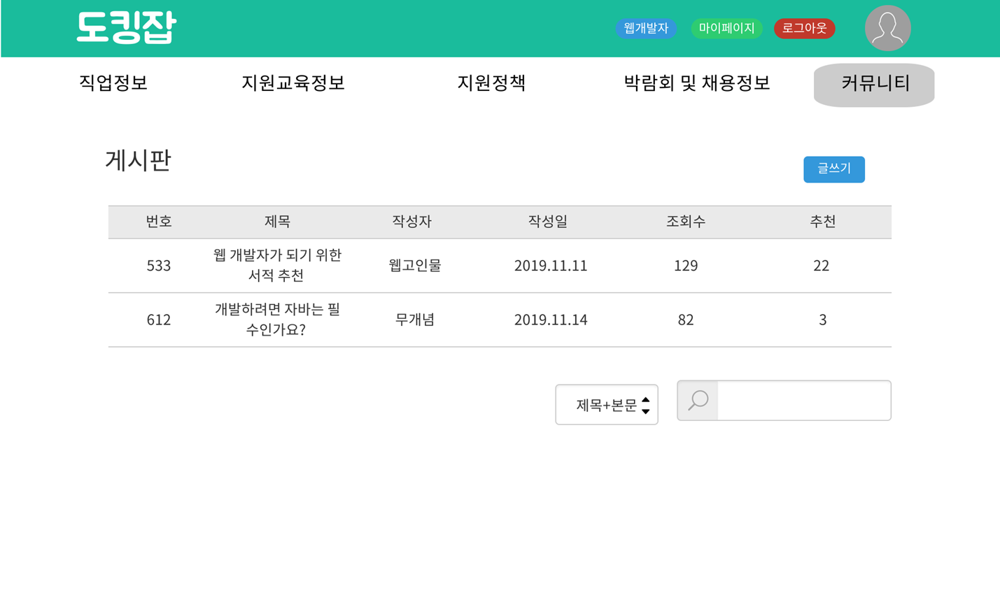 도킹잡
웹개발자 마이페이지 로그아웃
직업정보 지원교육정보 지원정책 박람회 및 채용정보 커뮤니티
게시판
글쓰기
번호 제목 작성자 작성일 조회수 추천
533 웹 개발자가 되기 위한 웹고인물 2019.11.11 129 22
서적 추천
612 개발하려면 자바는 필 무개념 2019.11.14 82 3
수인가요?
제목+본문